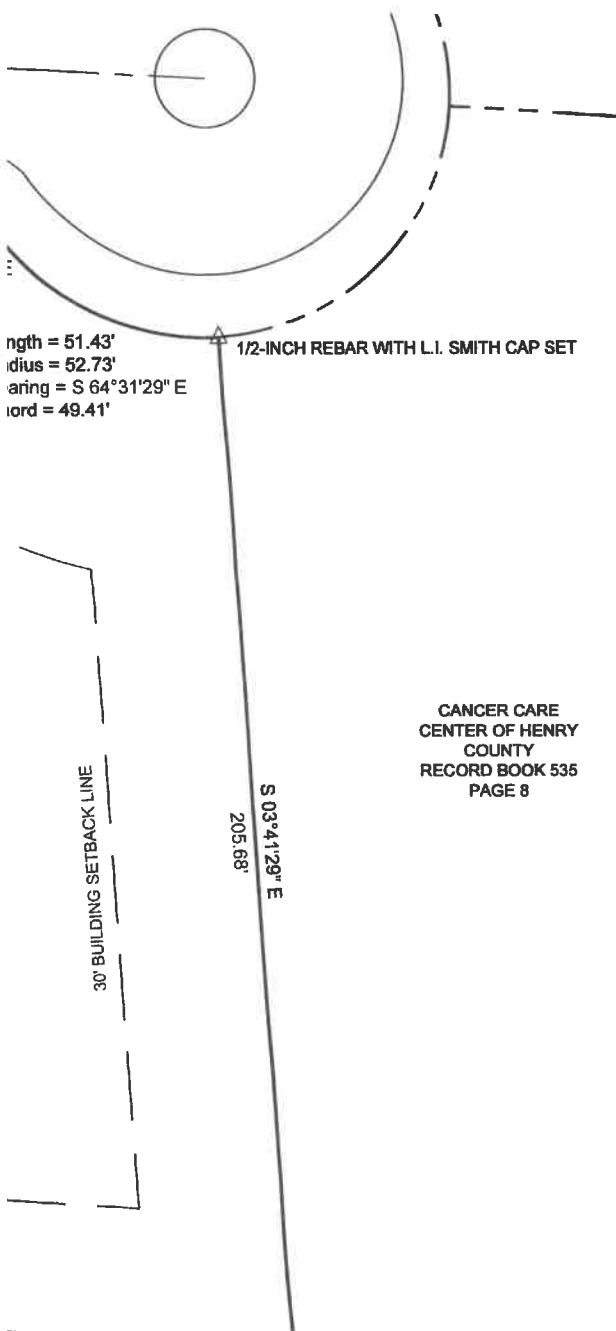 ngth = 51.43'
dius = 52.73'
aring = S 64°31'29" E
ord = 49.41'
1/2-INCH REBAR WITH L.I. SMITH CAP SET
CANCER CARE
CENTER OF HENRY
COUNTY
RECORD BOOK 535
PAGE 8
30' BUILDING SETBACK LINE
S 03°41'29" E
205.68'